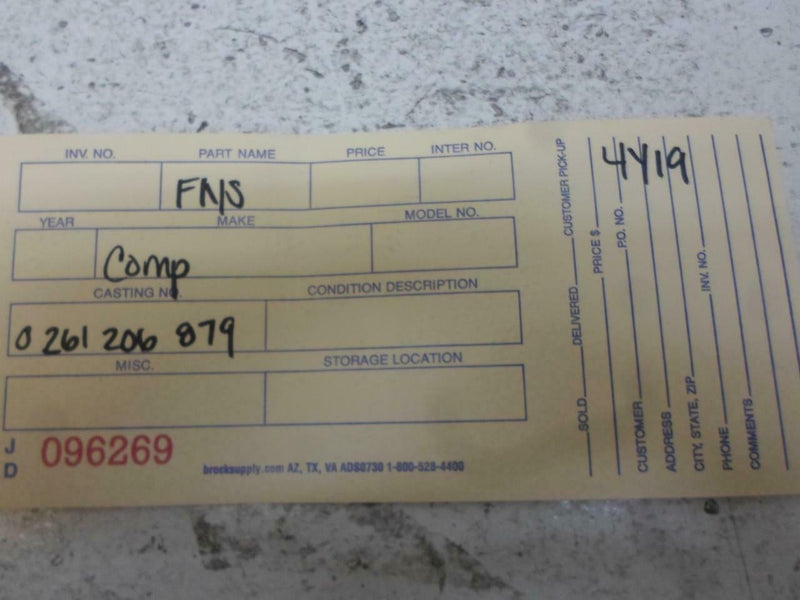 INV. NO. PART NAME PRICE INTER NO.
FN/S
YEAR MAKE MODEL NO.
Comp
CASTING NO. CONDITION DESCRIPTION
0 261 206 879
MISC. STORAGE LOCATION
J
D
096269
brocksupply.com AZ, TX, VA ADS0730 1-800-528-4400
4Y19
SOLD DELIVERED CUSTOMER PICK-UP
PRICE $
P.O. NO.
CUSTOMER
ADDRESS
CITY, STATE, ZIP INV. NO.
PHONE
COMMENTS